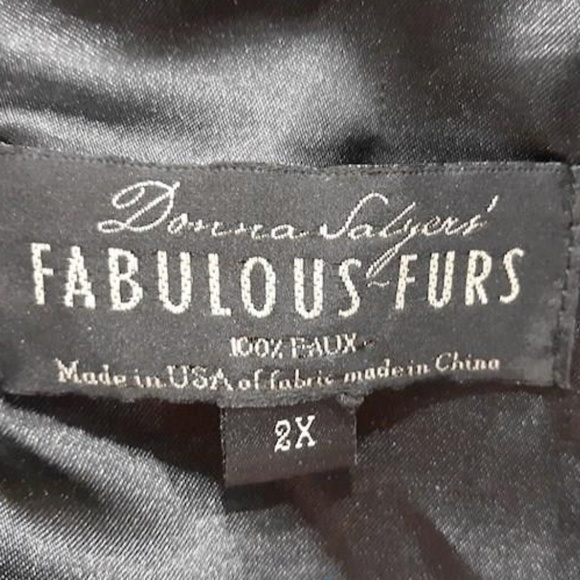 Donna Salyers'
FABULOUS-FURS
100% FAUX
Made in USA of fabric made in China
2X